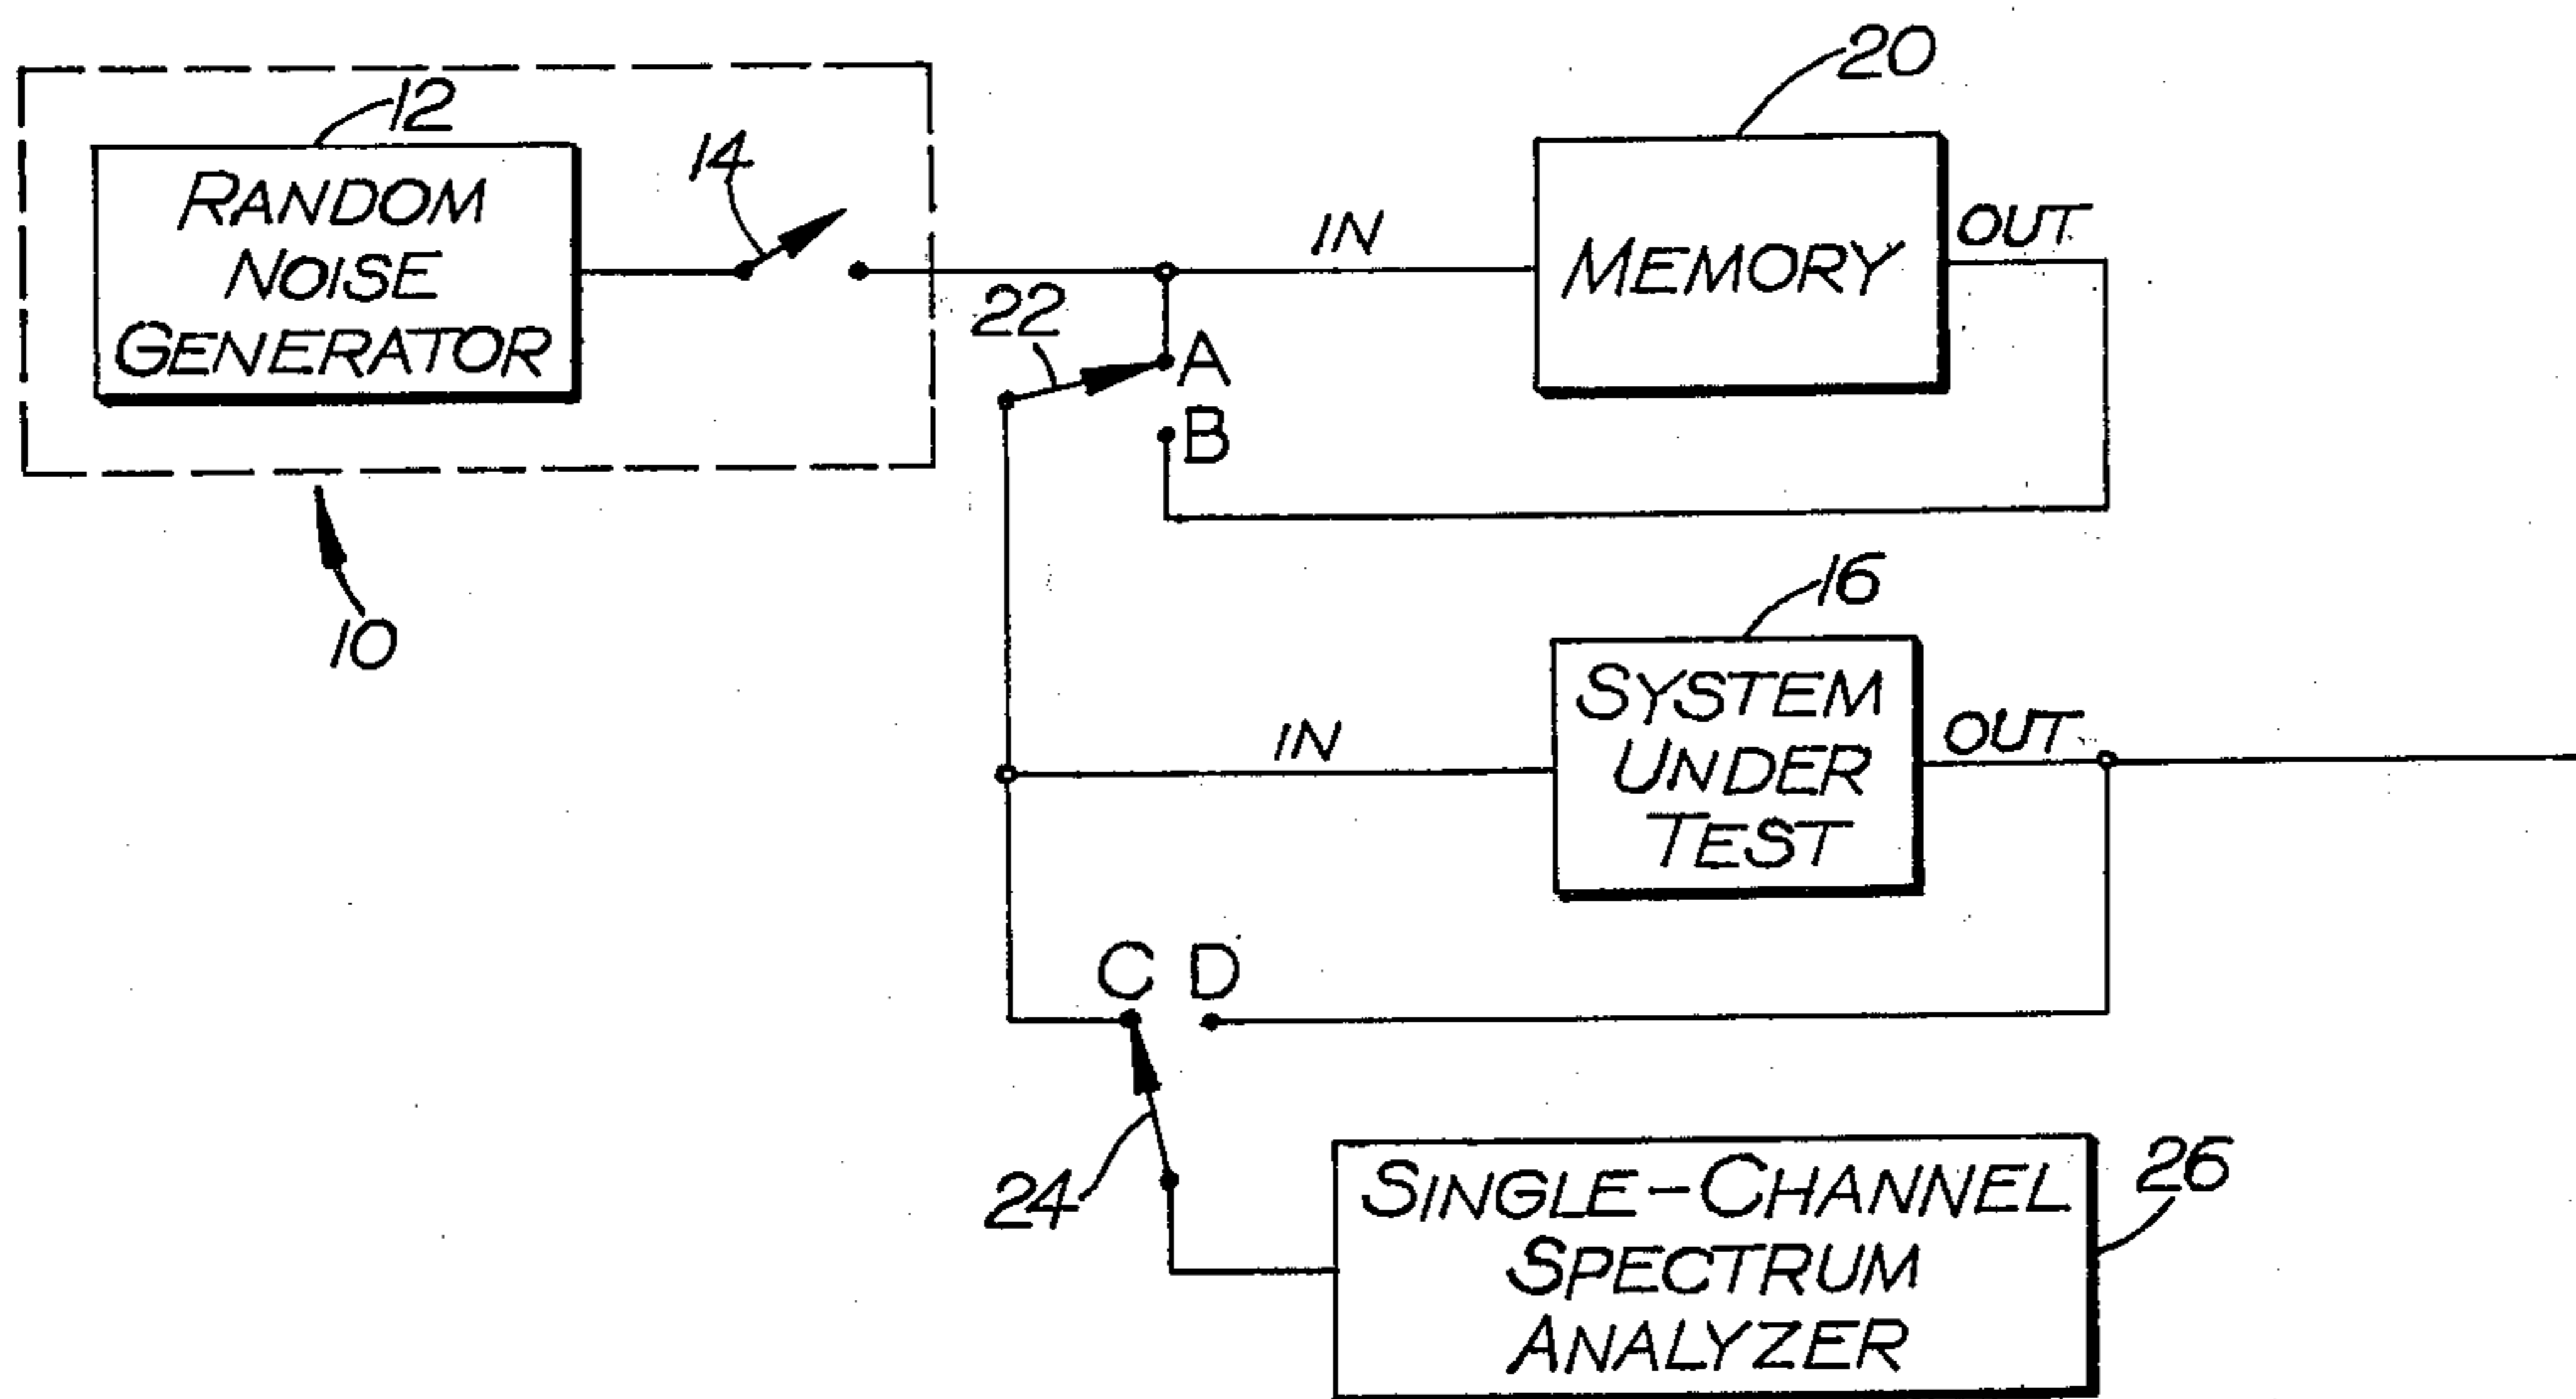 20
12
14
RANDOM
NOISE
GENERATOR
IN
MEMORY
OUT
22
A
B
10
16
IN
SYSTEM
UNDER
TEST
OUT
C D
24
SINGLE-CHANNEL
SPECTRUM
ANALYZER
26